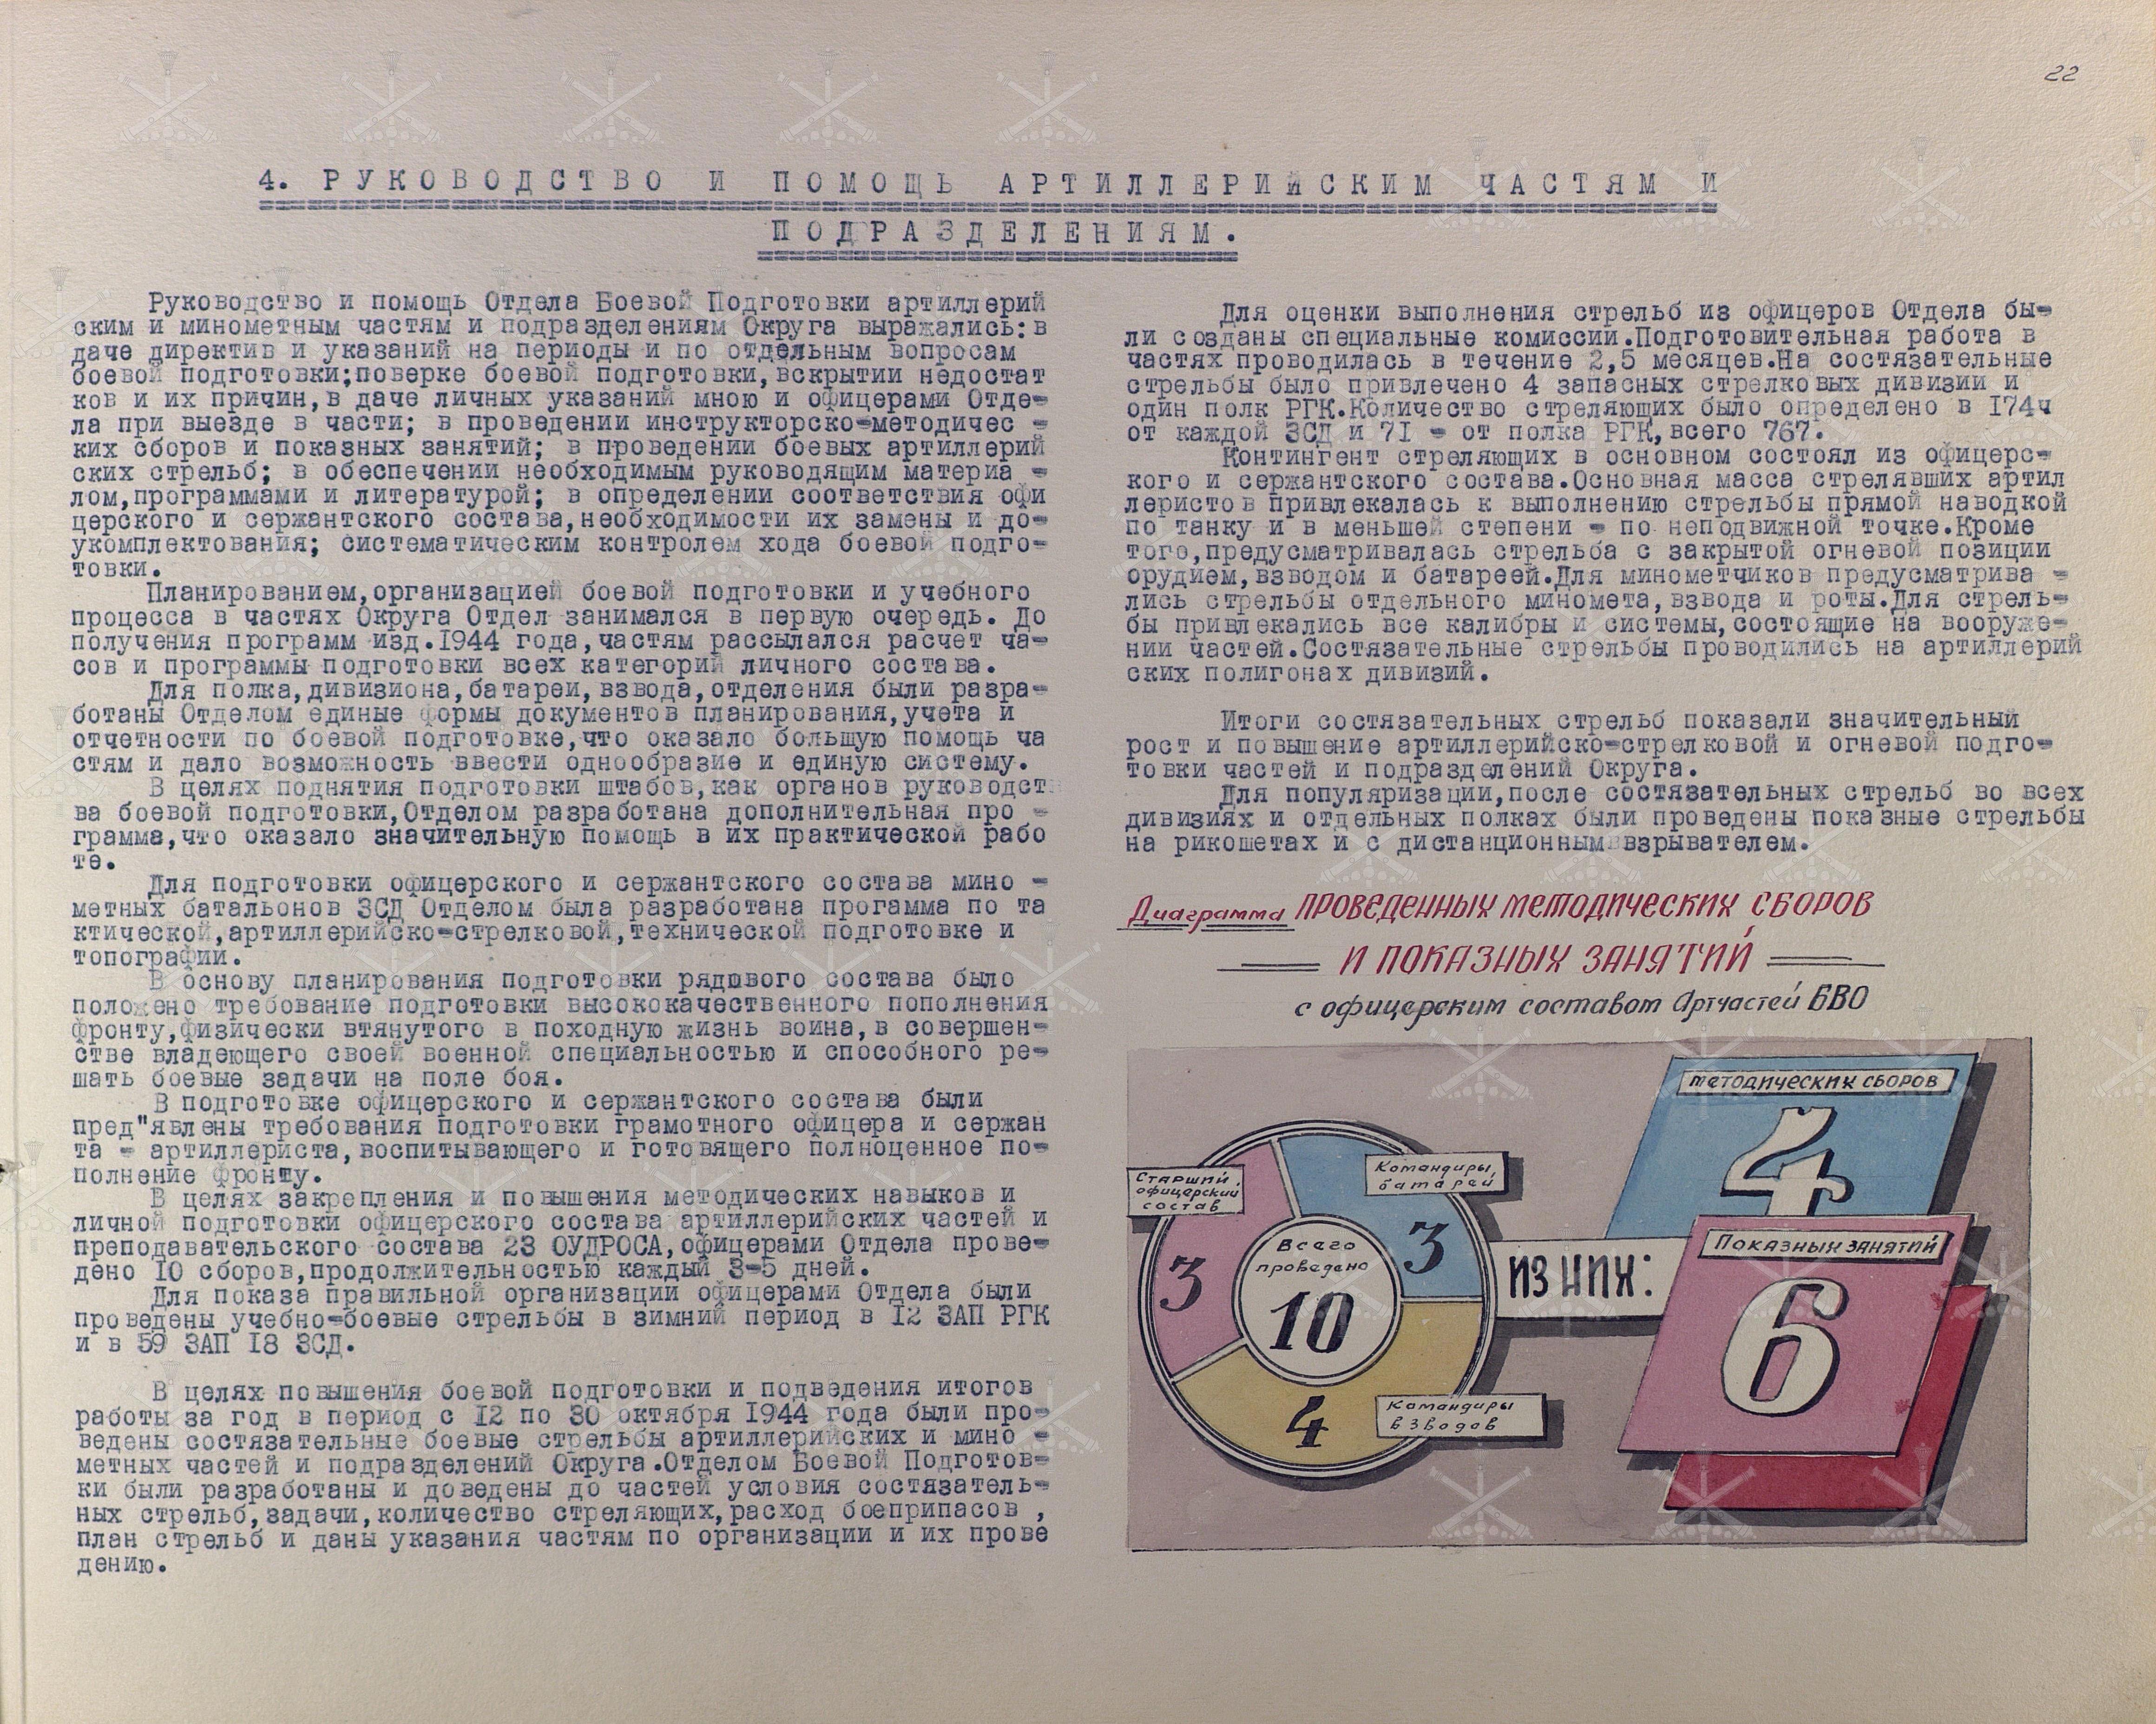 22
4. РУКОВОДСТВО И ПОМОЩЬ АРТИЛЛЕРИЙСКИМ ЧАСТЯМ И
ПОДРАЗДЕЛЕНИЯМ.
Руководство и помощь Отдела Боевой Подготовки артиллерий
ским и минометным частям и подразделениям Округа выражались: в
даче директив и указаний на периоды и по отдельным вопросам
боевой подготовки;поверке боевой подготовки,вскрытии недостат
ков и их причин,в даче личных указаний мною и офицерами Отде-
ла при выезде в части; в проведении инструкторско-методичес -
ких сборов и показных занятий; в проведении боевых артиллерий
ских стрельб; в обеспечении необходимым руководящим материа -
лом,программами и литературой; в определении соответствия офи
церского и сержантского состава,необходимости их замены и до-
укомплектования; систематическим контролем хода боевой подго-
товки.
Планированием,организацией боевой подготовки и учебного
процесса в частях Округа Отдел занимался в первую очередь. До
получения программ изд.1944 года,частям рассылался расчет ча-
сов и программы подготовки всех категорий личного состава.
Для полка,дивизиона,батареи,взвода,отделения были разра-
ботаны Отделом единые формы документов планирования,учета и
отчетности по боевой подготовке,что оказало большую помощь ча
стям и дало возможность ввести однообразие и единую систему.
В целях поднятия подготовки штабов,как органов руководст
ва боевой подготовки,Отделом разработана дополнительная про -
грамма,что оказало значительную помощь в их практической рабо
те.
Для подготовки офицерского и сержантского состава мино -
метных батальонов ЗСД Отделом была разработана прогамма по та
ктической,артиллерийско-стрелковой,технической подготовке и
топографии.
В основу планирования подготовки рядового состава было
положено требование подготовки высококачественного пополнения
фронту,физически втянутого в походную жизнь воина,в совершен-
стве владеющего своей военной специальностью и способного ре-
шать боевые задачи на поле боя.
В подготовке офицерского и сержантского состава были
пред"явлены требования подготовки грамотного офицера и сержан
та - артиллериста,воспитывающего и готовящего полноценное по-
полнение фронту.
В целях закрепления и повышения методических навыков и
личной подготовки офицерского состава артиллерийских частей и
преподавательского состава 23 ОУДРОСА,офицерами Отдела прове-
дено 10 сборов,продолжительностью каждый 3-5 дней.
Для показа правильной организации офицерами Отдела были
проведены учебно-боевые стрельбы в зимний период в 12 ЗАП РГК
и в 59 ЗАП 18 ЗСД.
В целях повышения боевой подготовки и подведения итогов
работы за год в период с 12 по 30 октября 1944 года были про-
ведены состязательные боевые стрельбы артиллерийских и мино -
метных частей и подразделений Округа.Отделом Боевой Подготов-
ки были разработаны и доведены до частей условия состязатель-
ных стрельб,задачи,количество стреляющих,расход боеприпасов ,
план стрельб и даны указания частям по организации и их прове
дению.
Для оценки выполнения стрельб из офицеров Отдела бы-
ли созданы специальные комиссии.Подготовительная работа в
частях проводилась в течение 2,5 месяцев.На состязательные
стрельбы было привлечено 4 запасных стрелковых дивизии и
один полк РГК.Количество стреляющих было определено в 174ч
от каждой ЗСД и 71 - от полка РГК,всего 767.
Контингент стреляющих в основном состоял из офицерс-
кого и сержантского состава.Основная масса стрелявших артил
леристов привлекалась к выполнению стрельбы прямой наводкой
по танку и в меньшей степени - по неподвижной точке.Кроме
того,предусматривалась стрельба с закрытой огневой позиции
орудием,взводом и батареей.Для минометчиков предусматрива -
лись стрельбы отдельного миномета,взвода и роты.Для стрель-
бы привлекались все калибры и системы,состоящие на вооруже-
нии частей.Состязательные стрельбы проводились на артиллерий
ских полигонах дивизий.
Итоги состязательных стрельб показали значительный
рост и повышение артиллерийско-стрелковой и огневой подго-
товки частей и подразделений Округа.
Для популяризации,после состязательных стрельб во всех
дивизиях и отдельных полках были проведены показные стрельбы
на рикошетах и с дистанционным взрывателем.
Диаграмма ПРОВЕДЕННЫХ МЕТОДИЧЕСКИХ СБОРОВ
И ПОКАЗНЫХ ЗАНЯТИЙ
с офицерским составом Артчастей БВО
Старший
офицерский
состав
3
Командиры
батарей
3
Всего
проведено
10
4
Командиры
взводов
ИЗ НИХ:
методических сборов
4
Показных занятий
6